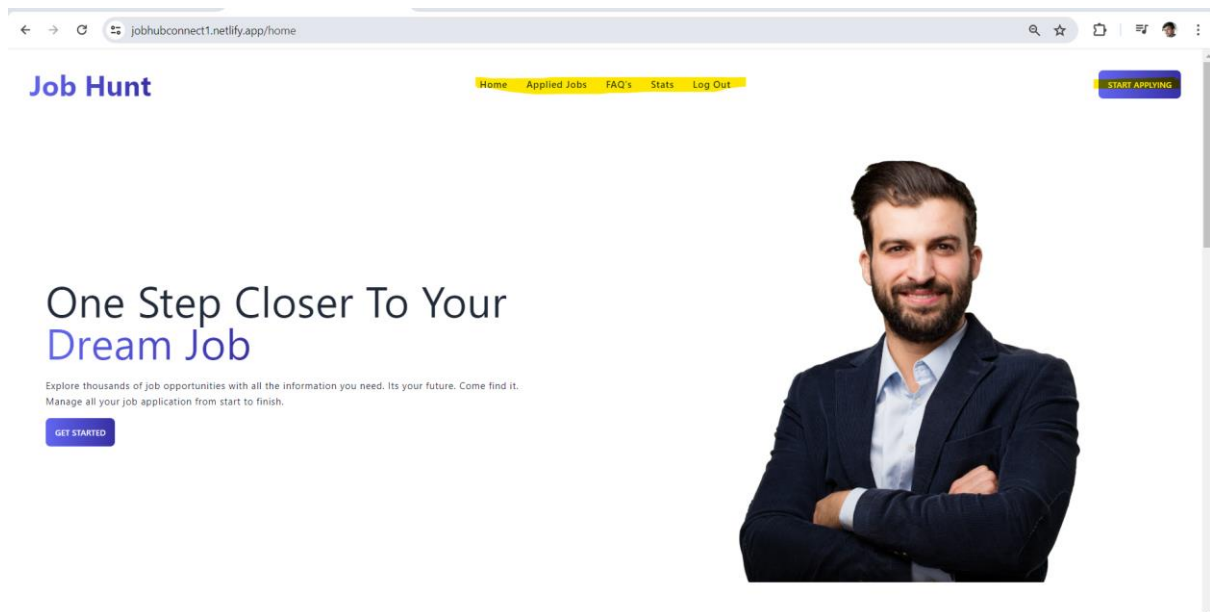 jobhubconnect1.netlify.app/home
Job Hunt
Home Applied Jobs FAQ's Stats Log Out
START APPLYING
One Step Closer To Your
Dream Job
Explore thousands of job opportunities with all the information you need. Its your future. Come find it.
Manage all your job application from start to finish.
GET STARTED